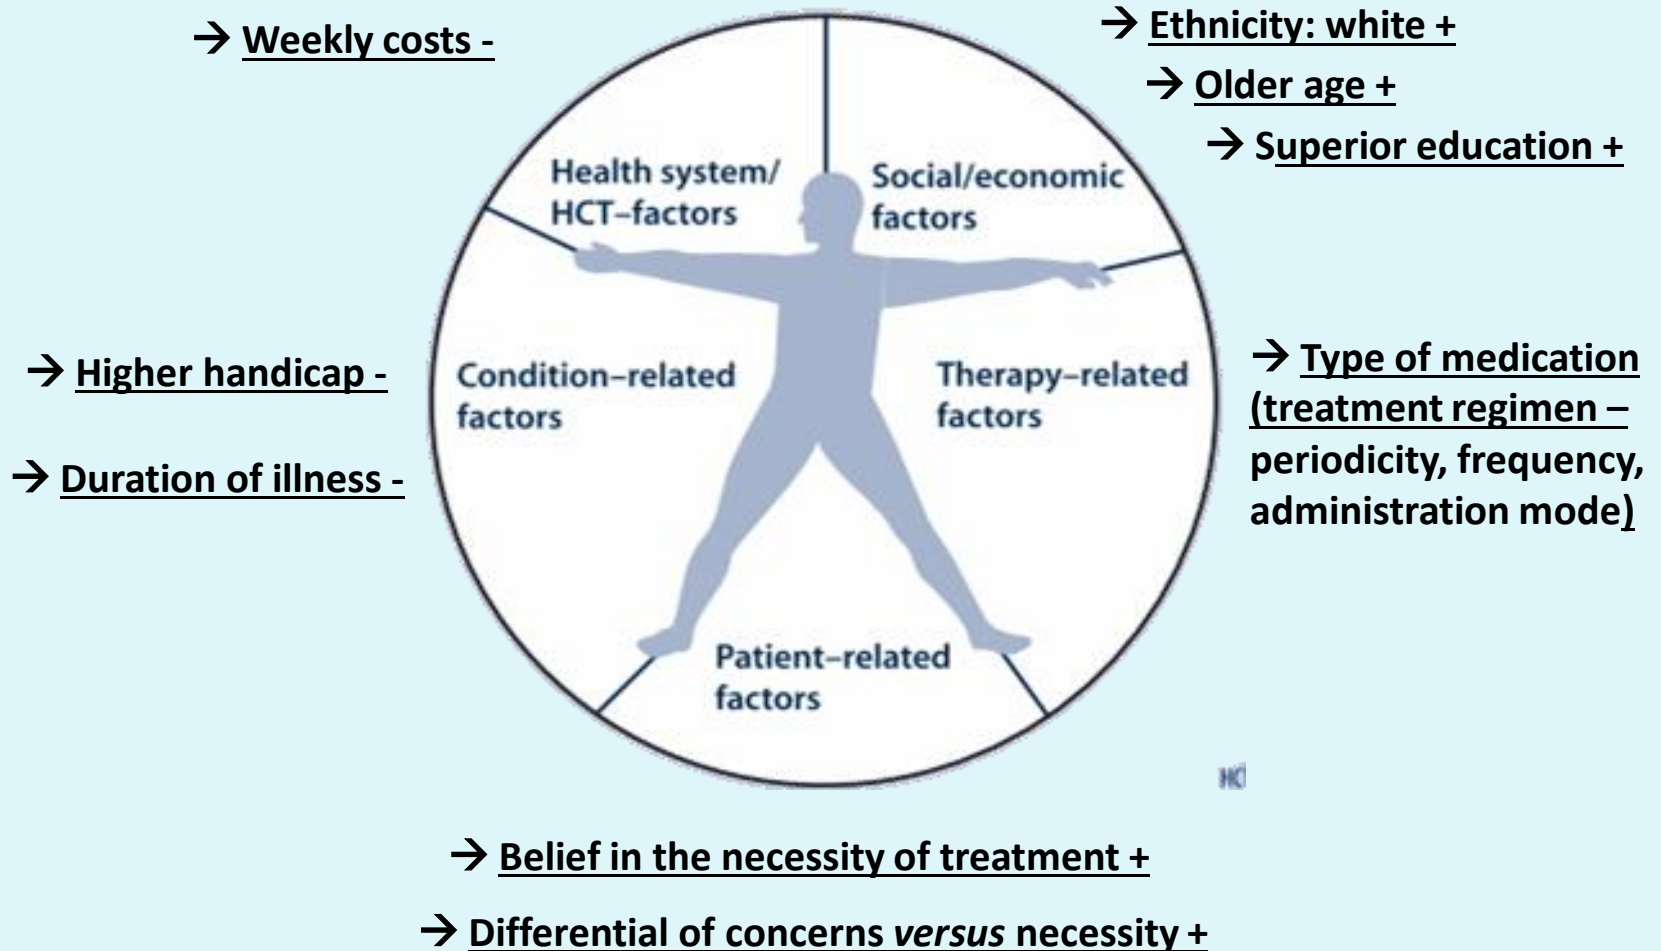 → Weekly costs -
→ Ethnicity: white +
→ Older age +
→ Superior education +
Health system/
HCT–factors
Social/economic
factors
→ Higher handicap -
→ Duration of illness -
Condition–related
factors
Therapy–related
factors
→ Type of medication
(treatment regimen –
periodicity, frequency,
administration mode)
Patient–related
factors
→ Belief in the necessity of treatment +
→ Differential of concerns versus necessity +